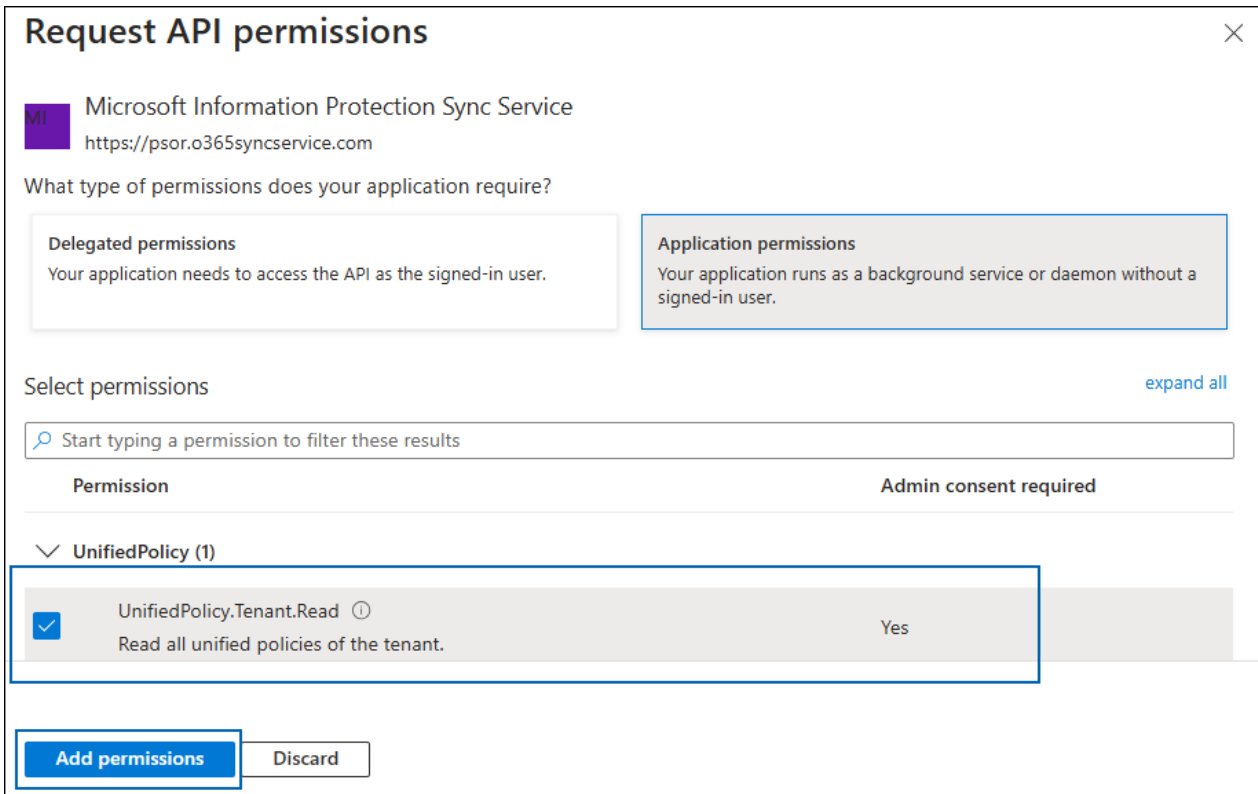 Request API permissions
MI
Microsoft Information Protection Sync Service
https://psor.o365syncservice.com
What type of permissions does your application require?
Delegated permissions
Your application needs to access the API as the signed-in user.
Application permissions
Your application runs as a background service or daemon without a
signed-in user.
Select permissions
expand all
Start typing a permission to filter these results
Permission
Admin consent required
UnifiedPolicy (1)
UnifiedPolicy.Tenant.Read
Read all unified policies of the tenant.
Yes
Add permissions
Discard